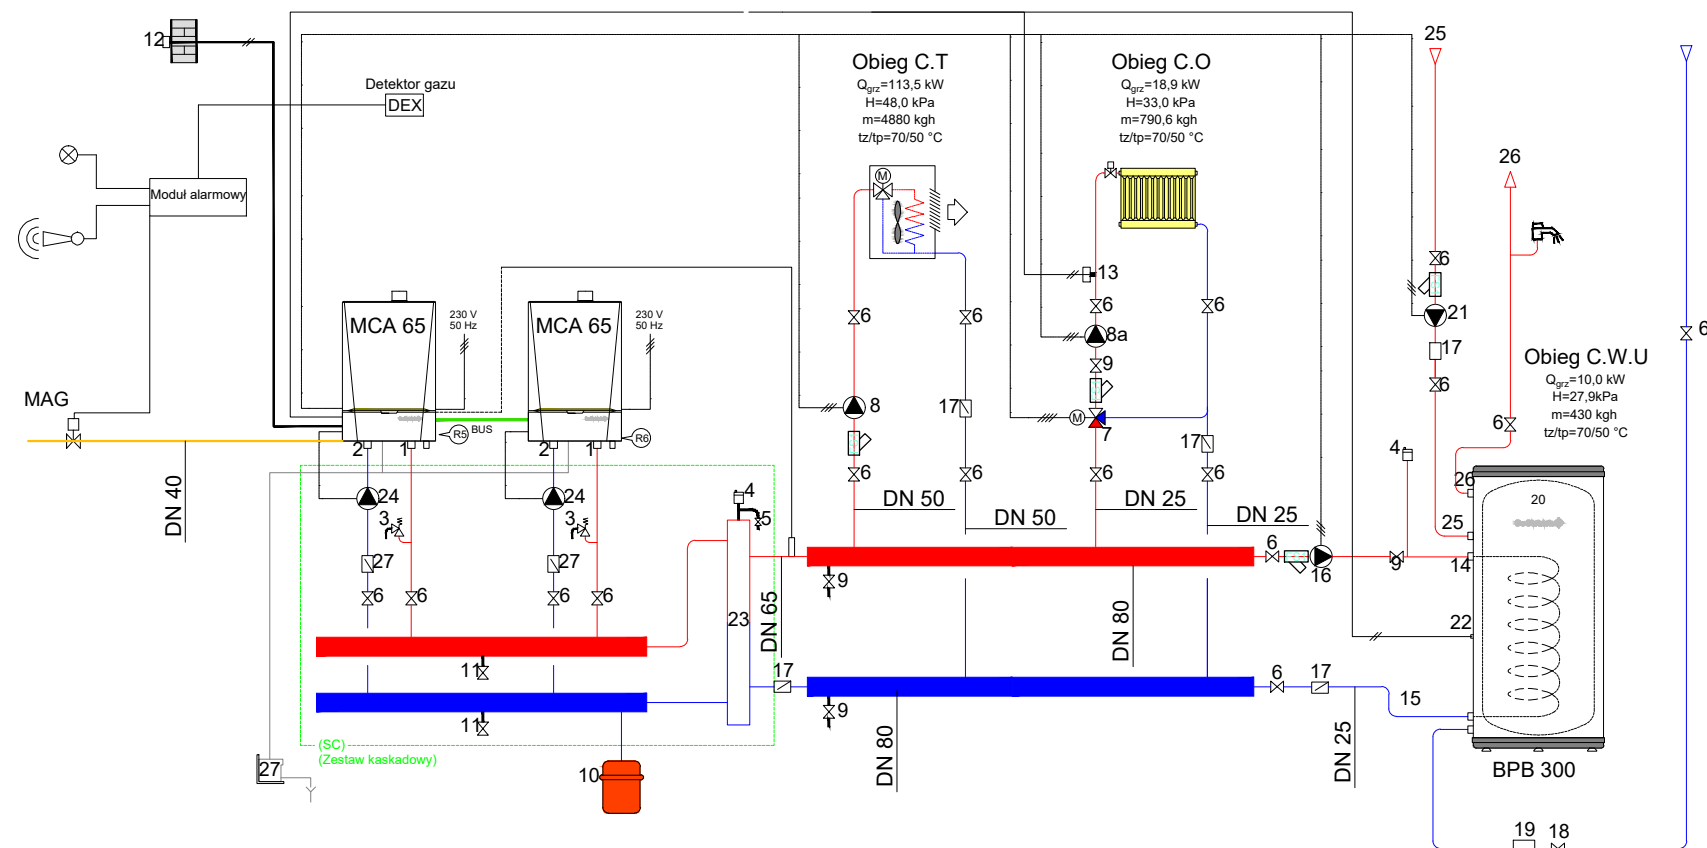 25
12
Obieg C.T
Qgrz=113,5 kW
H=48,0 kPa
m=4880 kgh
tz/tp=70/50 °C
Obieg C.O
Qgrz=18,9 kW
H=33,0 kPa
m=790,6 kgh
tz/tp=70/50 °C
Detektor gazu
DEX
26
M
Moduł alarmowy
6
13
6
6
6
6
21
8a
6
MCA 65
230 V
50 Hz
MCA 65
230 V
50 Hz
17
Obieg C.W.U
Qgrz=10,0 kW
H=27,9kPa
m=430 kgh
tz/tp=70/50 °C
9
6
MAG
8
17
M
7
6
R5
BUS
R6
17
4
2
1
2
1
6
6
6
6
26
20
DN 40
24
24
4
DN 50
DN 50
DN 25
DN 25
3
3
5
25
27
27
6
16
9
14
9
6
6
6
6
DN 65
23
DN 80
22
11
17
6
17
15
11
9
DN 80
DN 25
(SC)
(Zestaw kaskadowy)
27
10
BPB 300
19
18